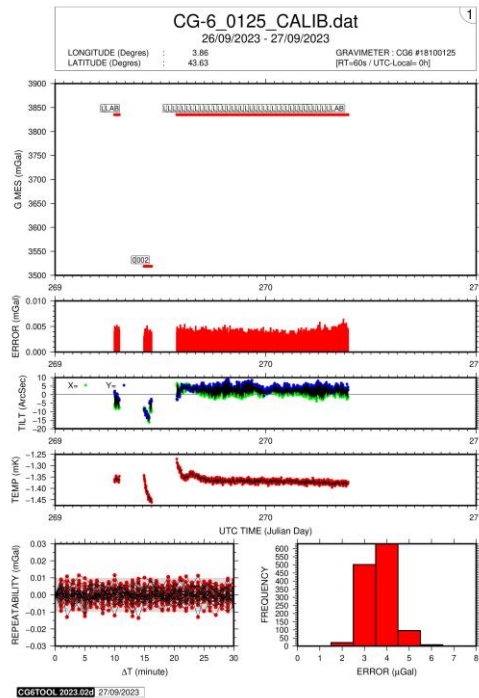 CG-6_0125_CALIB.dat
1
26/09/2023 - 27/09/2023
LONGITUDE (Degres) : 3.86 GRAVIMETER : CG6 #18100125
LATITUDE (Degres) : 43.63 [RT=60s / UTC-Local= 0h]
3900
3850
3800
3750
3700
3650
3600
3550
3500
G MES (mGal)
269 270 27
0.010
0.005
0.000
ERROR (mGal)
269 270 27
10
5
0
-5
-10
-15
-20
TILT (ArcSec)
X= Y=
269 270 27
-1.25
-1.30
-1.35
-1.40
-1.45
TEMP (mK)
269 270 27
UTC TIME (Julian Day)
0.03
0.02
0.01
0.00
-0.01
-0.02
-0.03
REPEATABILITY (mGal)
0 5 10 15 20 25 30
ΔT (minute)
600
550
500
450
400
350
300
250
200
150
100
50
0
FREQUENCY
0 1 2 3 4 5 6 7 8
ERROR (μGal)
CG6TOOL 2023.02d 27/09/2023